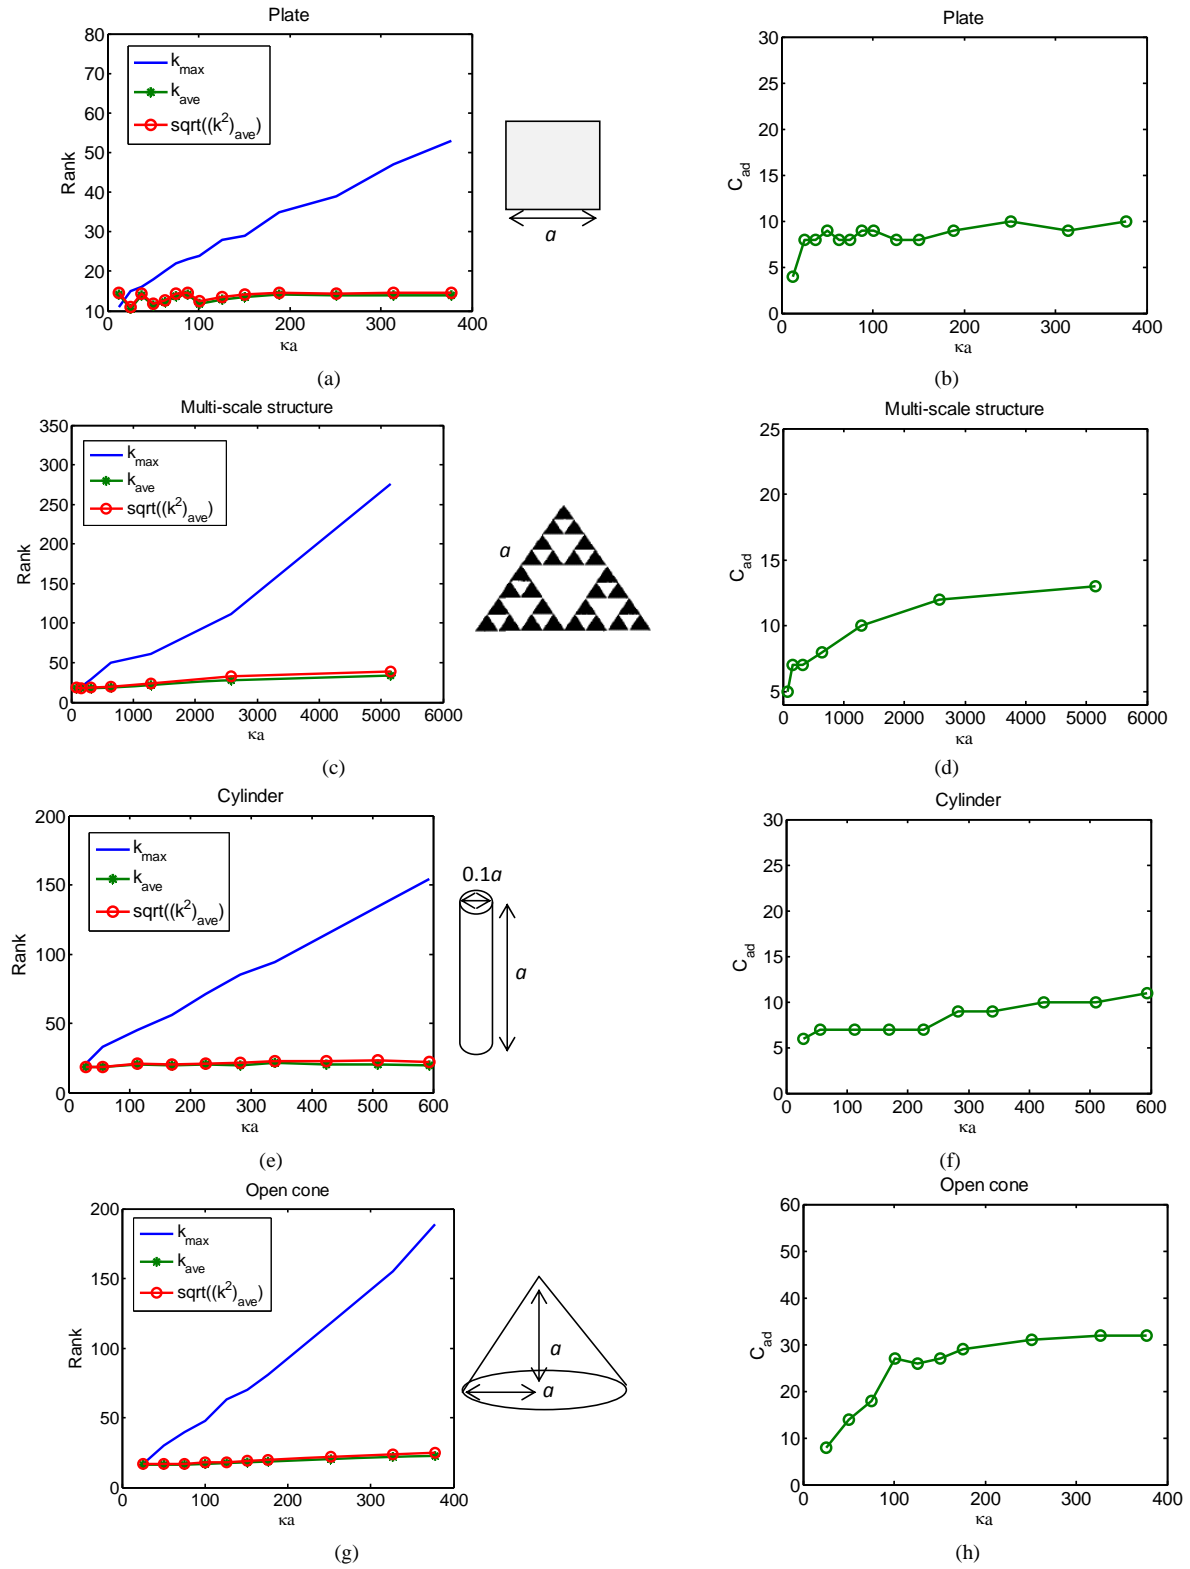 Plate
80
70
60
50
40
30
20
10
Rank
k_max
k_ave
sqrt((k^2)_ave)
0 100 200 300 400
κa
a
(a)
Plate
30
25
20
15
10
5
0
C_ad
0 100 200 300 400
κa
(b)
Multi-scale structure
350
300
250
200
150
100
50
0
Rank
k_max
k_ave
sqrt((k^2)_ave)
0 1000 2000 3000 4000 5000 6000
κa
a
(c)
Multi-scale structure
25
20
15
10
5
C_ad
0 1000 2000 3000 4000 5000 6000
κa
(d)
Cylinder
200
150
100
50
0
Rank
k_max
k_ave
sqrt((k^2)_ave)
0 100 200 300 400 500 600
κa
0.1a
a
(e)
Cylinder
30
25
20
15
10
5
0
C_ad
0 100 200 300 400 500 600
κa
(f)
Open cone
200
150
100
50
0
Rank
k_max
k_ave
sqrt((k^2)_ave)
0 100 200 300 400
κa
a
a
(g)
Open cone
60
50
40
30
20
10
0
C_ad
0 100 200 300 400
κa
(h)